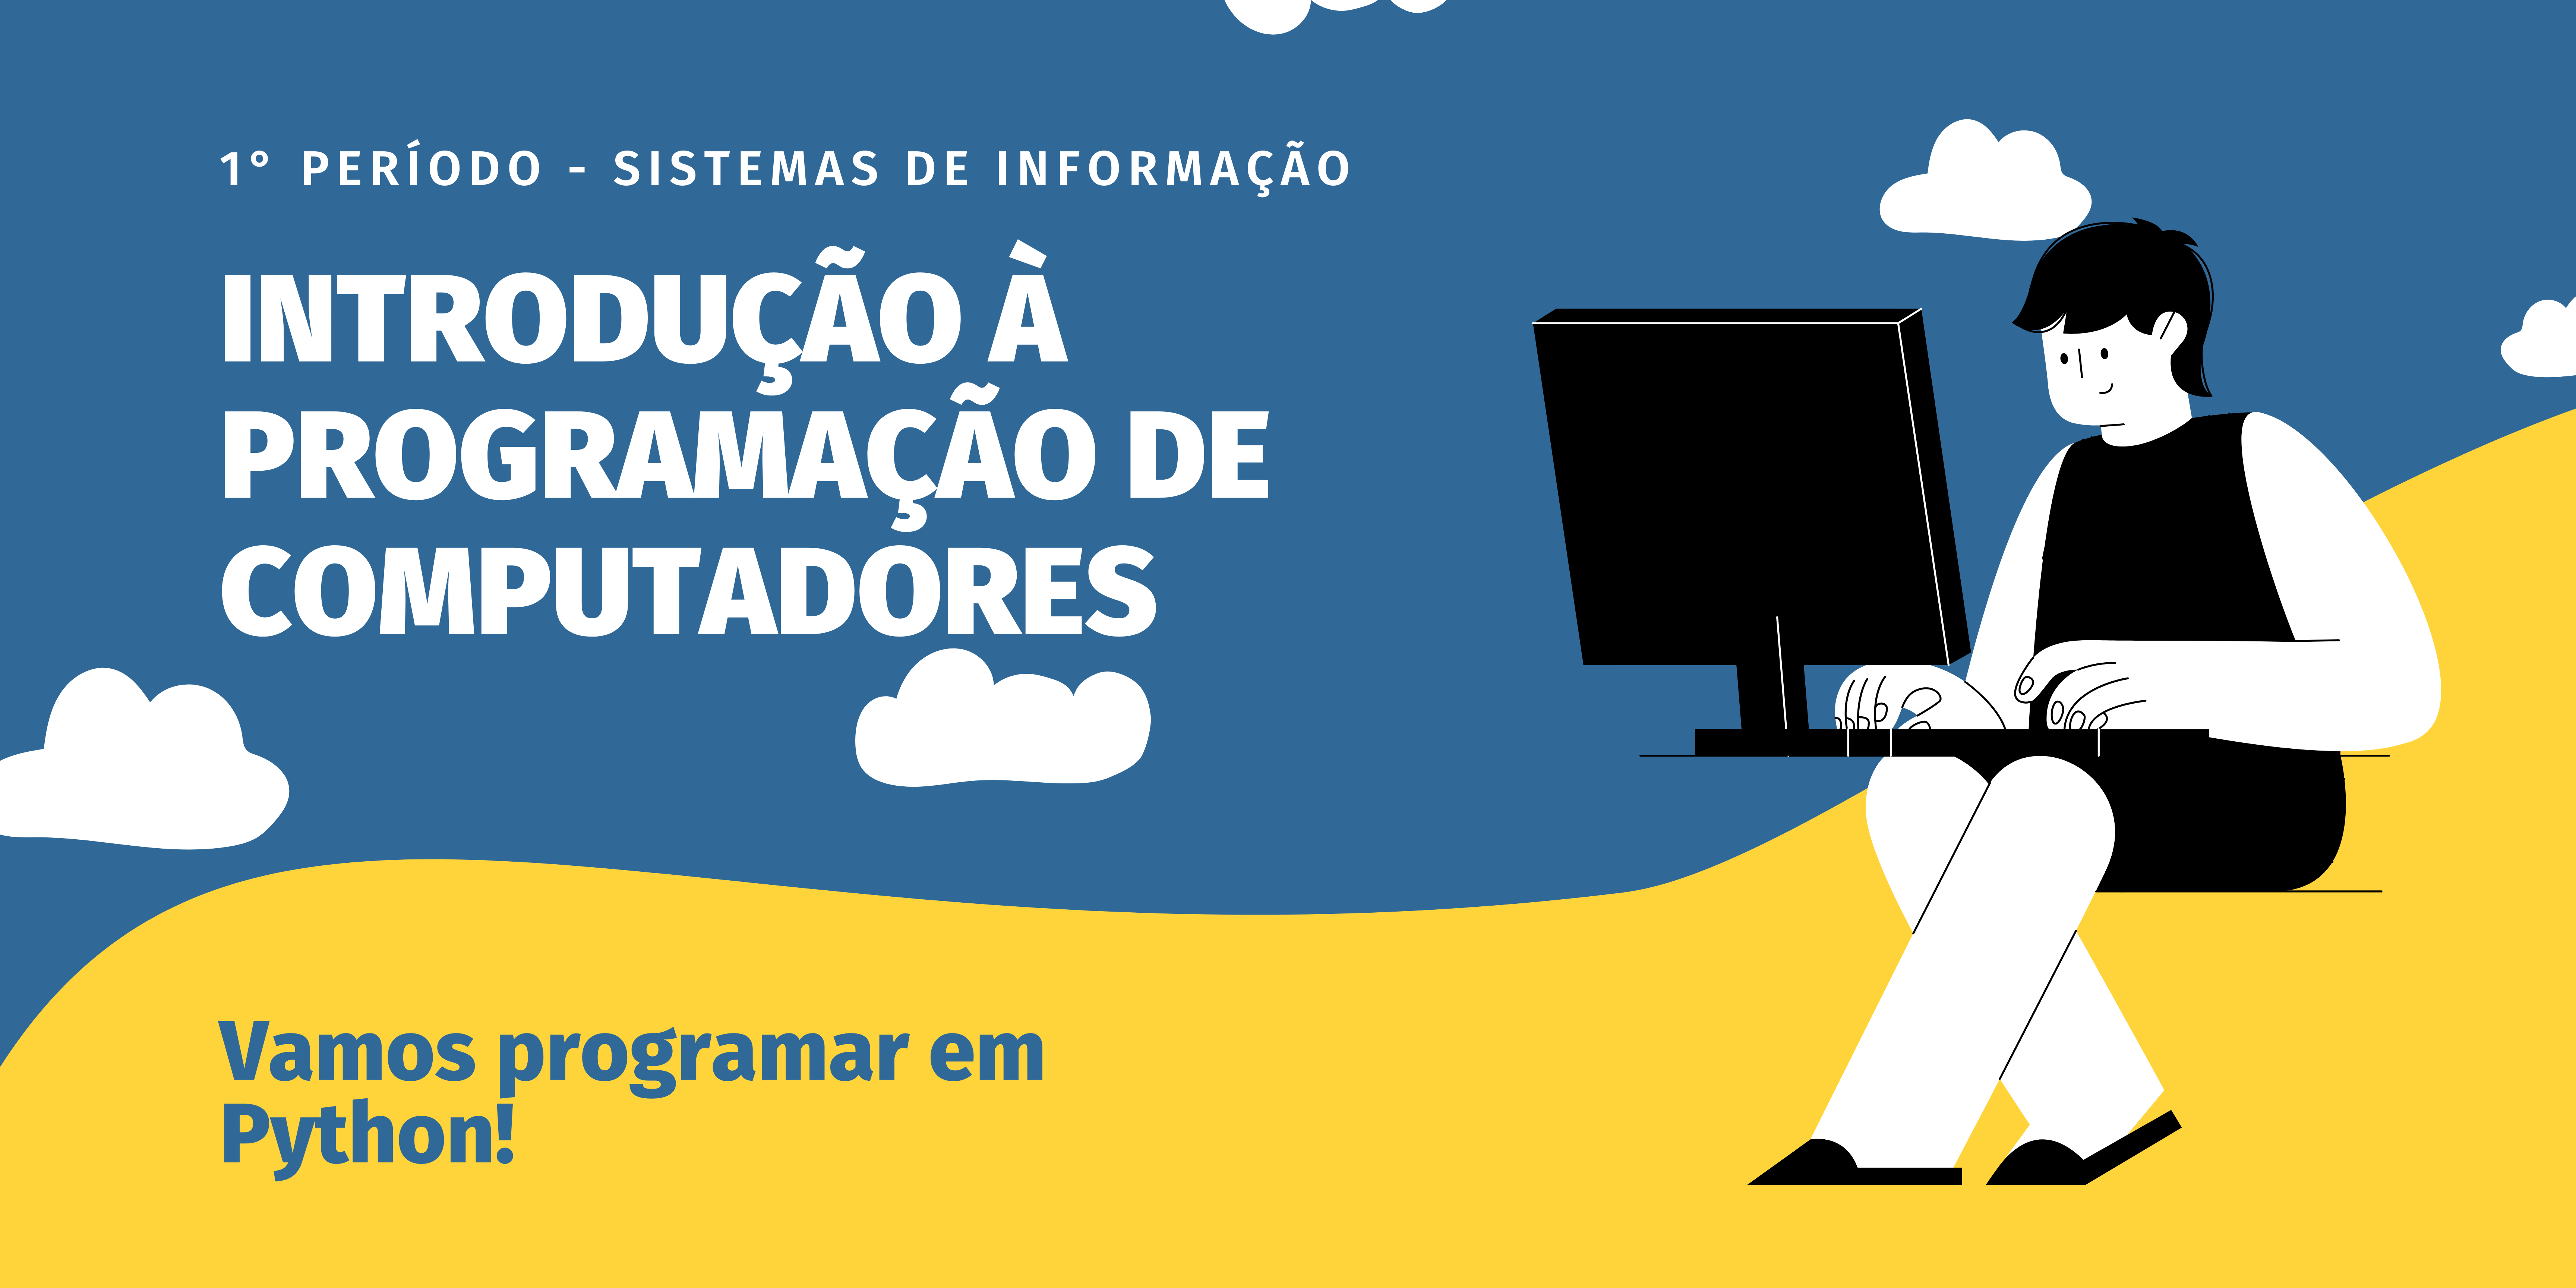 1° PERÍODO - SISTEMAS DE INFORMAÇÃO
INTRODUÇÃO À
PROGRAMAÇÃO DE
COMPUTADORES
Vamos programar em
Python!